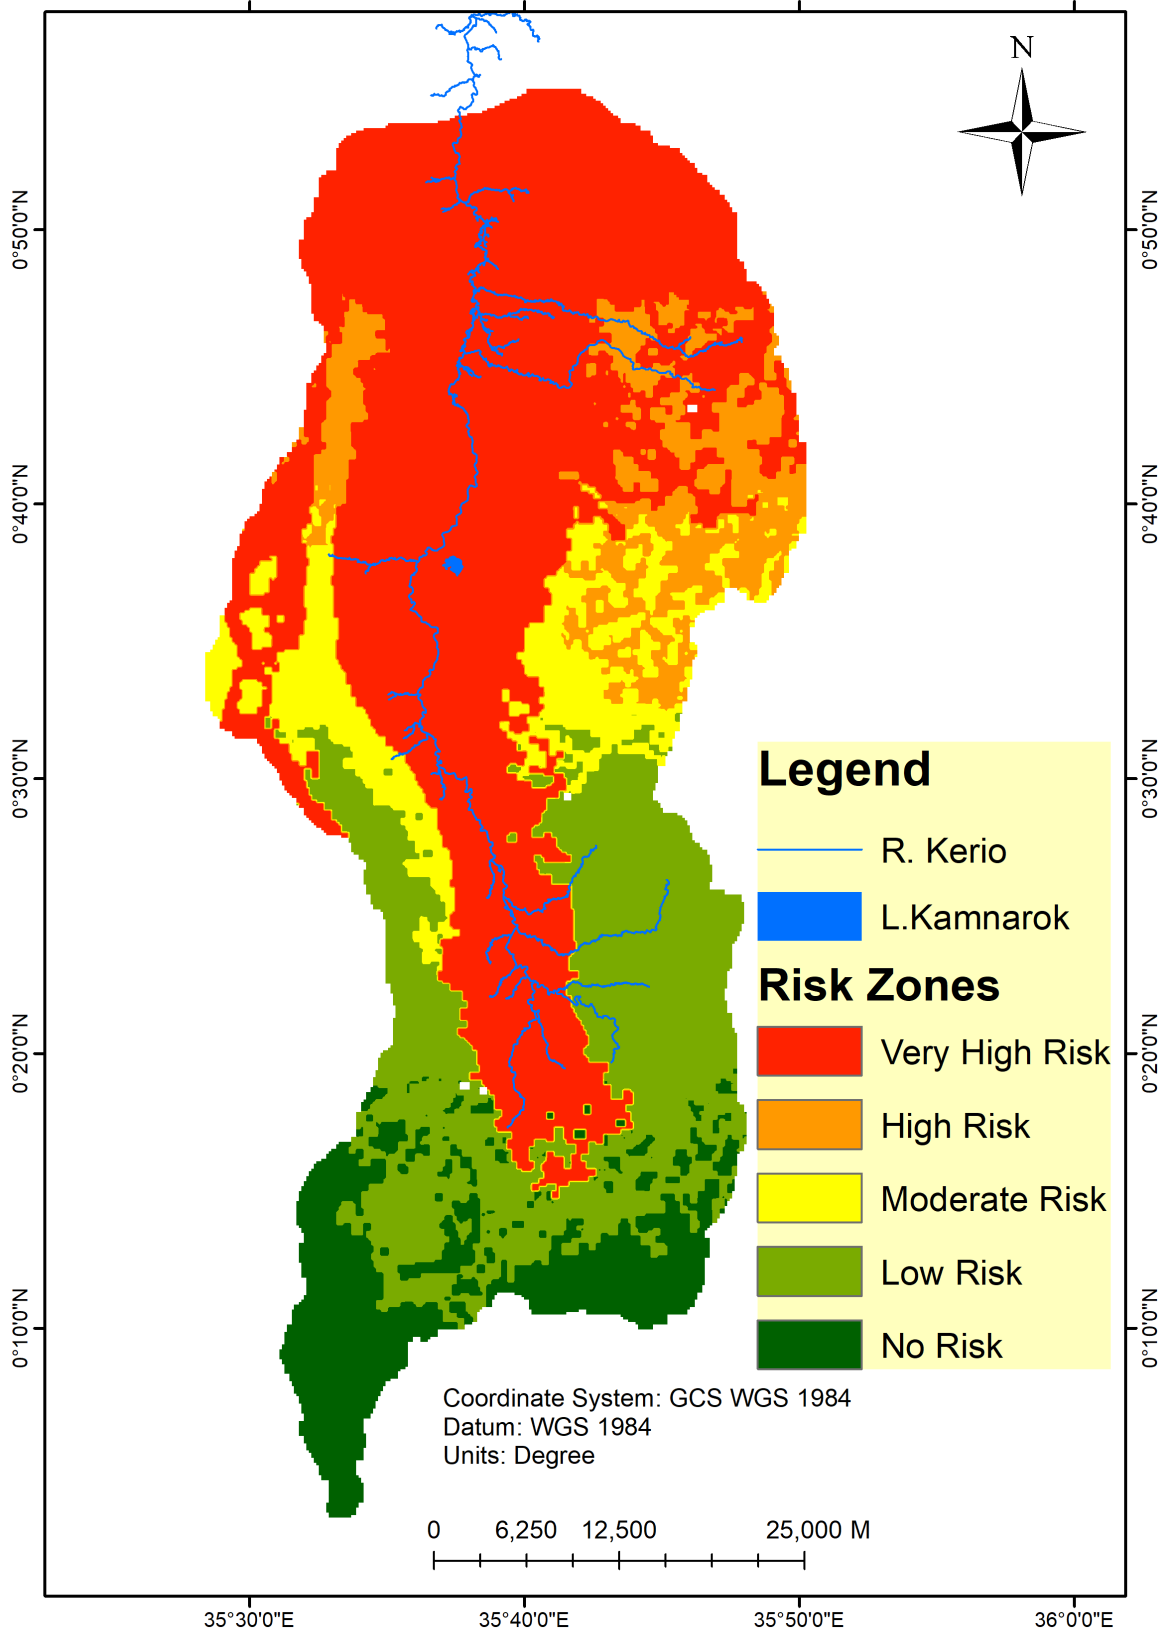 N
0°50'0"N
0°50'0"N
0°40'0"N
0°40'0"N
0°30'0"N
0°30'0"N
0°20'0"N
0°20'0"N
0°10'0"N
0°10'0"N
Legend
R. Kerio
L.Kamnarok
Risk Zones
Very High Risk
High Risk
Moderate Risk
Low Risk
No Risk
Coordinate System: GCS WGS 1984
Datum: WGS 1984
Units: Degree
0 6,250 12,500 25,000 M
35°30'0"E 35°40'0"E 35°50'0"E 36°0'0"E